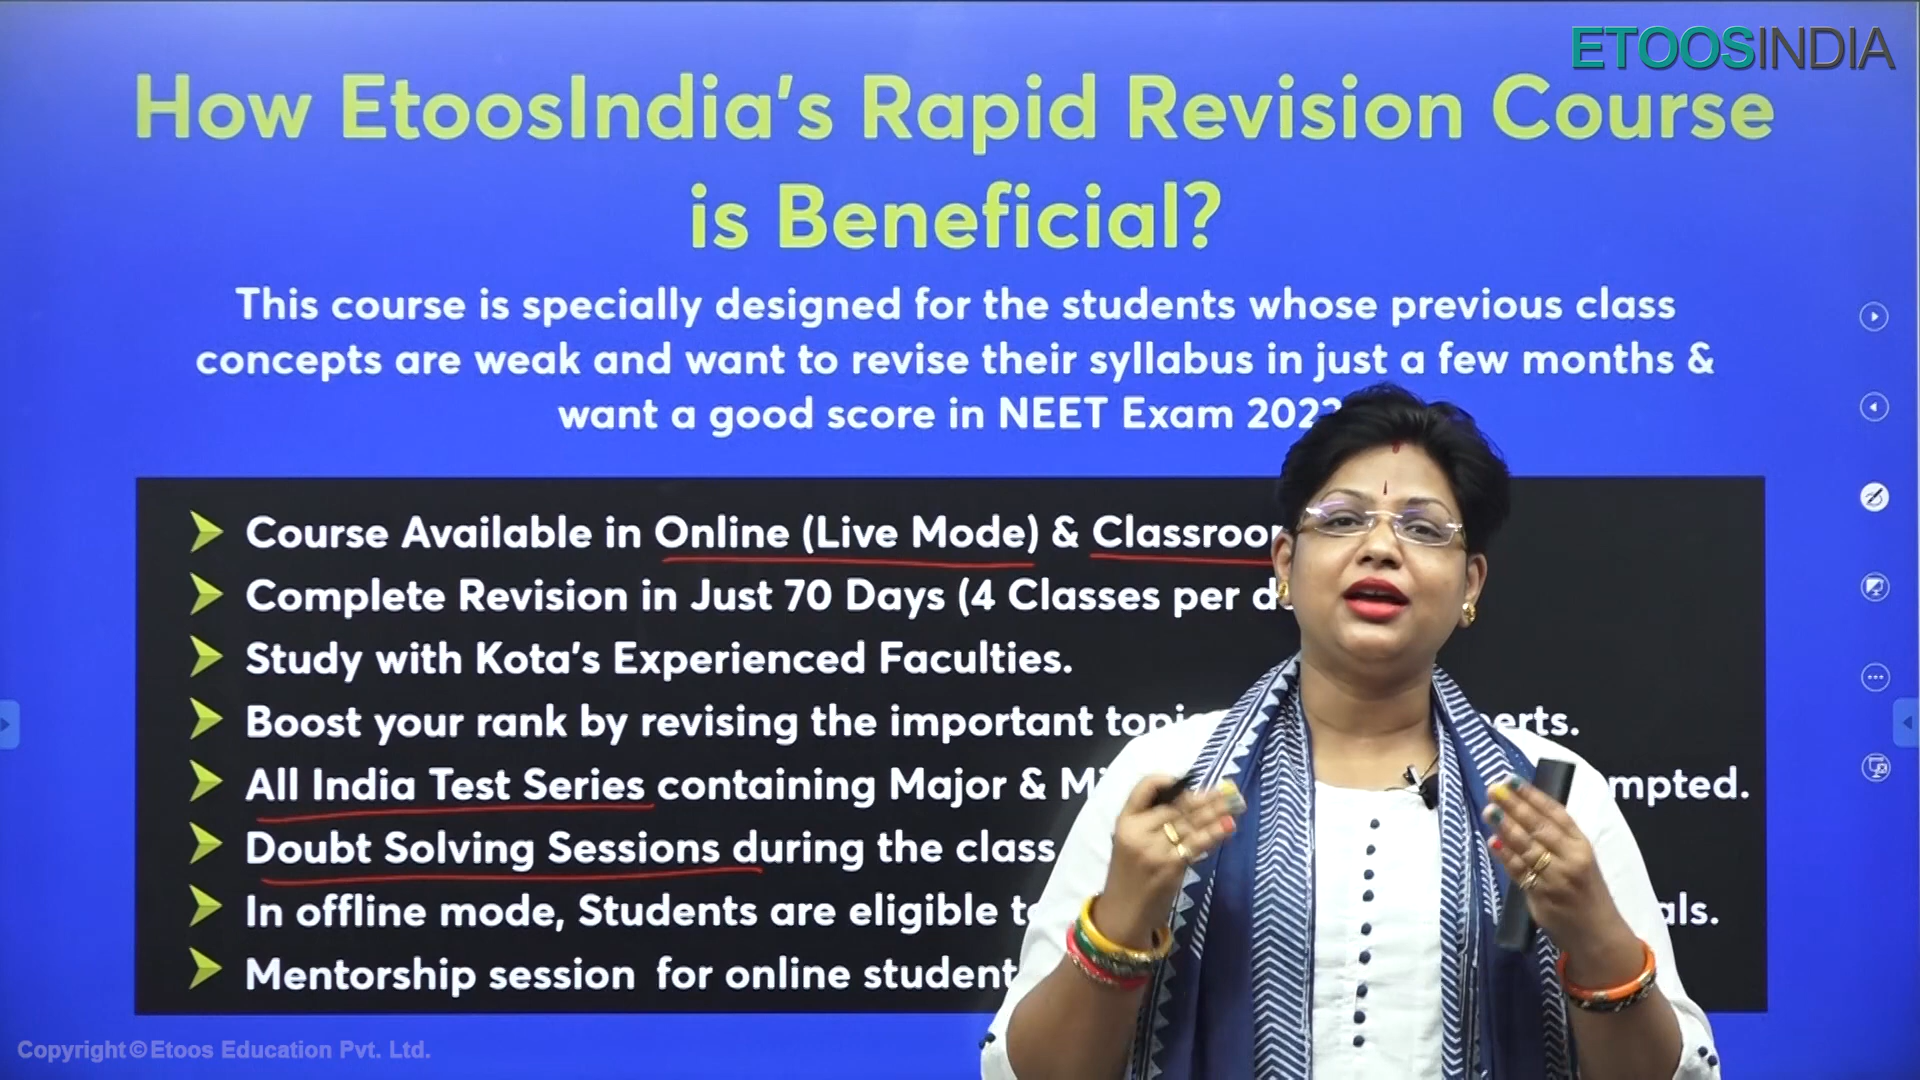 ETOOSINDIA
How EtoosIndia's Rapid Revision Course
is Beneficial?
This course is specially designed for the students whose previous class
concepts are weak and want to revise their syllabus in just a few months &
want a good score in NEET Exam
Course Available in Online (Live Mode) &
Complete Revision in Just 70 Days (4 Classes per
Study with Kota's Experienced Faculties.
Boost your rank by revising the important
All India Test Series containing Major &
Doubt Solving Sessions during the class
In offline mode, Students are eligible
Mentorship session for online
Copyright © Etoos Education Pvt. Ltd.